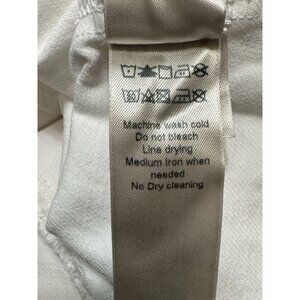 Machine wash cold
Do not bleach
Line drying
Medium Iron when
needed
No Dry cleaning